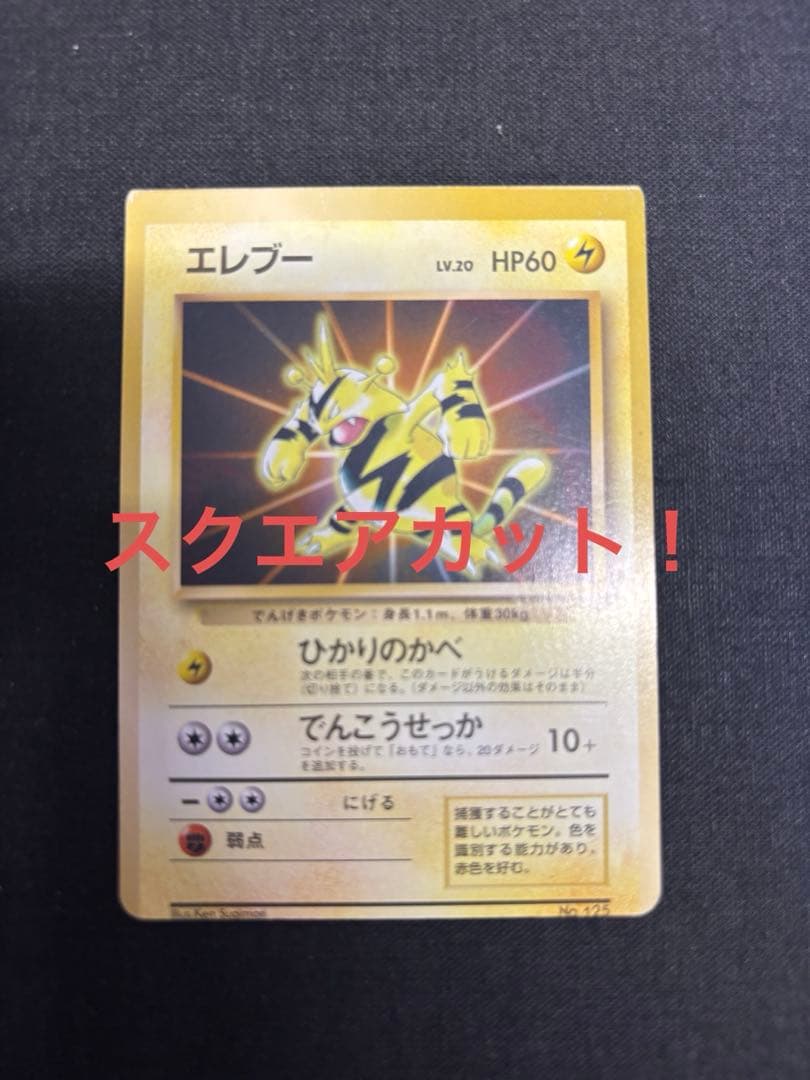 エレブー LV.20 HP60
スクエアカット！
でんげきポケモン：身長1.1m、体重30kg
ひかりのかべ
次の相手の番で、このカードがうけるダメージは半分
（切り捨て）になる。（ダメージ以外の効果はそのまま）
でんこうせっか 10+
コインを投げて「おもて」なら、20ダメージ
を追加する。
ー にげる
弱点
捕獲することがとても
難しいポケモン。色を
識別する能力があり、
赤色を好む。
Illus. Ken Sugimori No. 125